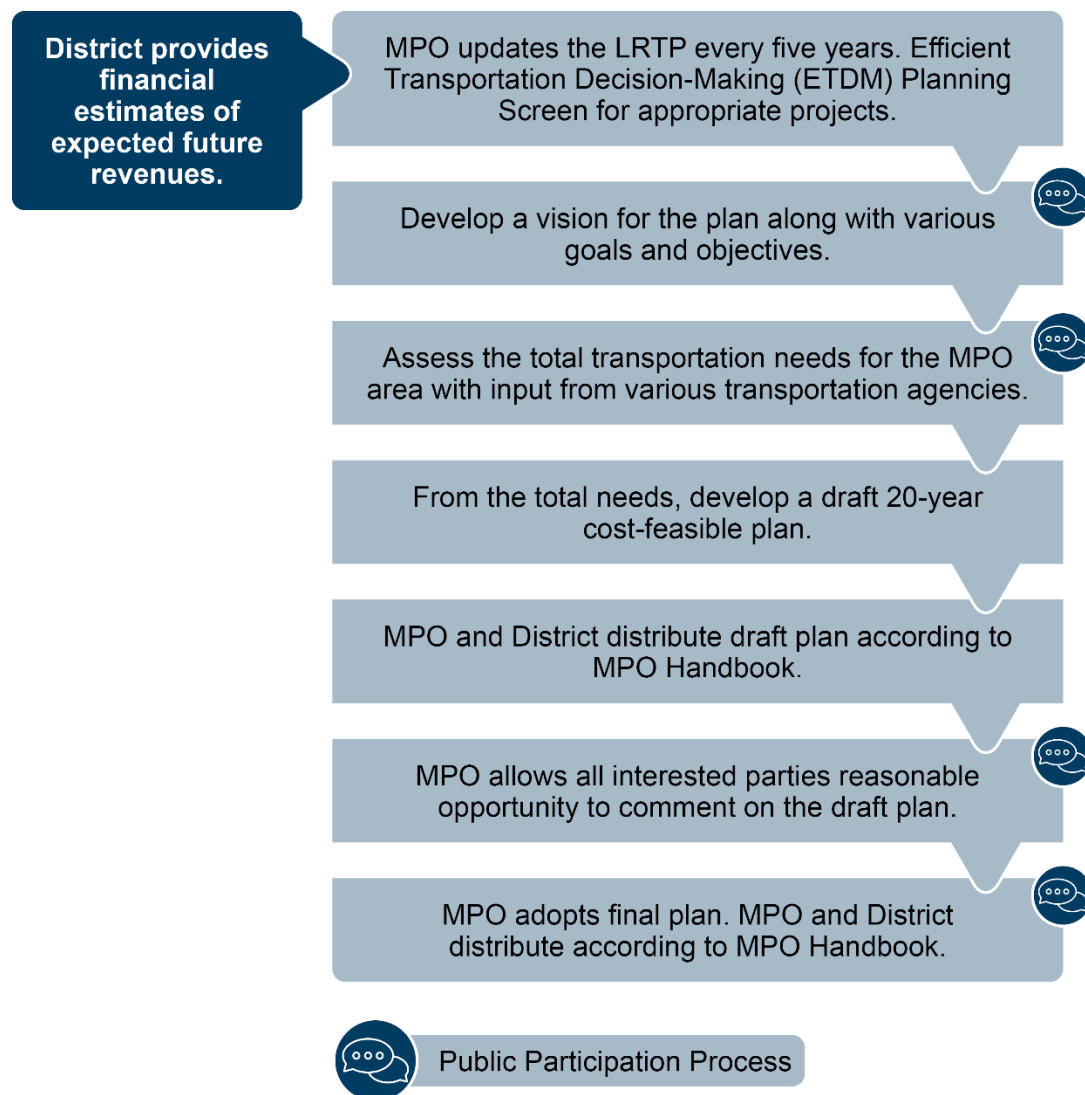 District provides
financial
estimates of
expected future
revenues.
MPO updates the LRTP every five years. Efficient
Transportation Decision-Making (ETDM) Planning
Screen for appropriate projects.
Develop a vision for the plan along with various
goals and objectives.
Assess the total transportation needs for the MPO
area with input from various transportation agencies.
From the total needs, develop a draft 20-year
cost-feasible plan.
MPO and District distribute draft plan according to
MPO Handbook.
MPO allows all interested parties reasonable
opportunity to comment on the draft plan.
MPO adopts final plan. MPO and District
distribute according to MPO Handbook.
Public Participation Process